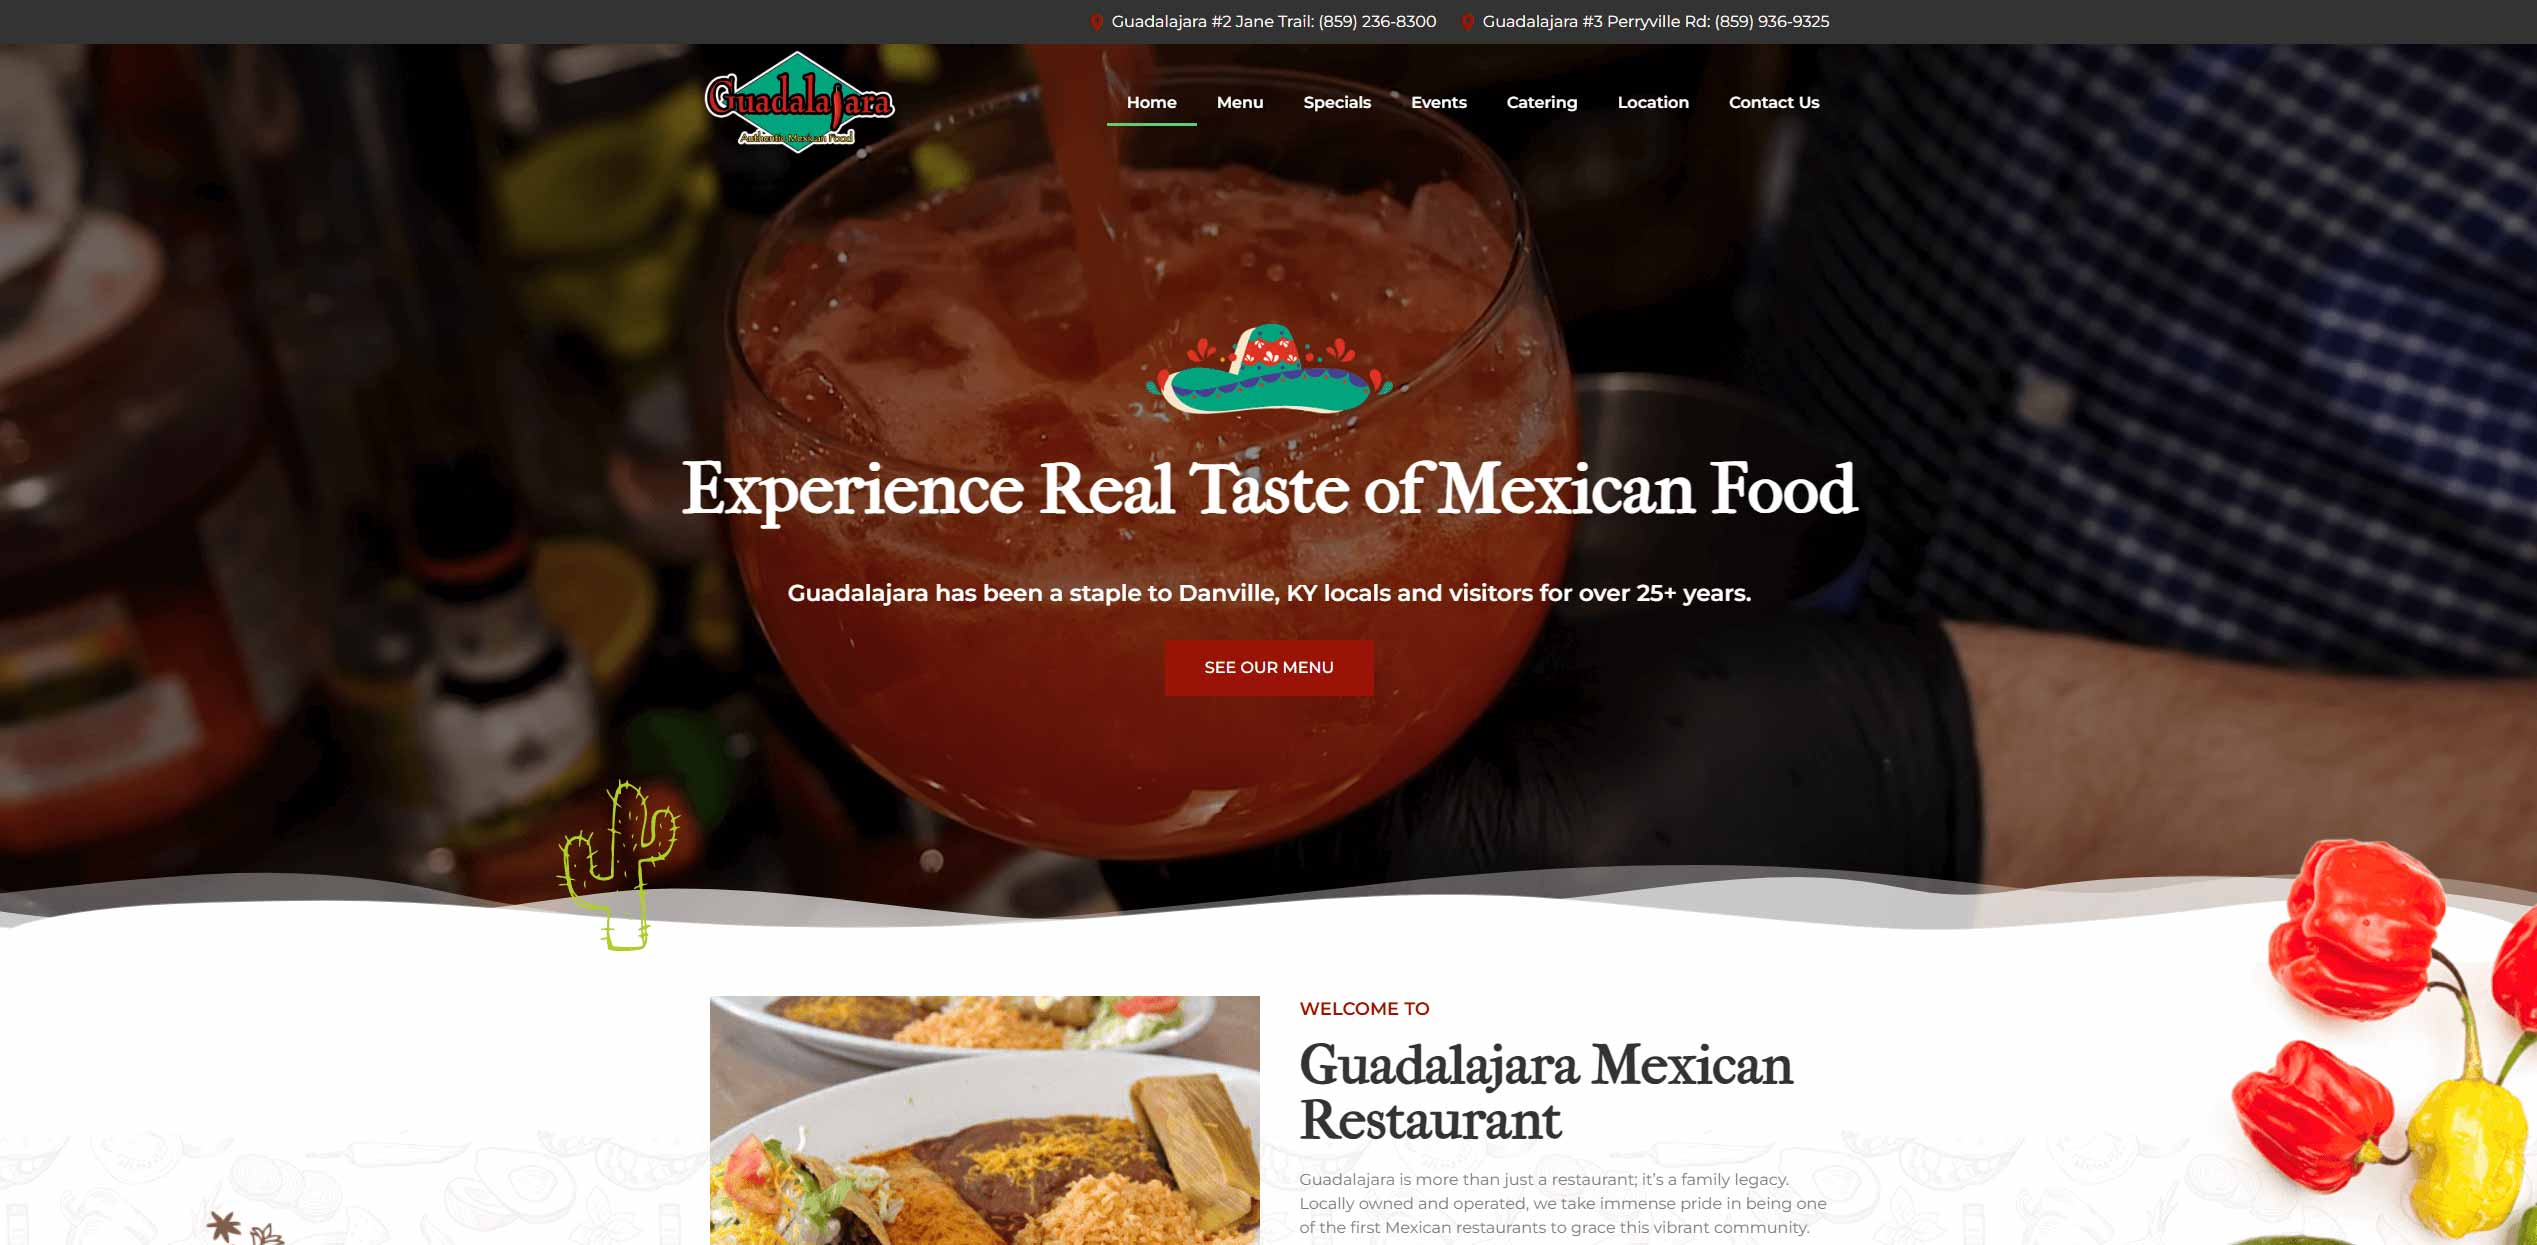 Guadalajara #2 Jane Trail: (859) 236-8300 Guadalajara #3 Perryville Rd: (859) 936-9325
Guadalajara
Authentic Mexican Food
Home Menu Specials Events Catering Location Contact Us
Experience Real Taste of Mexican Food
Guadalajara has been a staple to Danville, KY locals and visitors for over 25+ years.
SEE OUR MENU
WELCOME TO
Guadalajara Mexican
Restaurant
Guadalajara is more than just a restaurant; it’s a family legacy.
Locally owned and operated, we take immense pride in being one
of the first Mexican restaurants to grace this vibrant community.